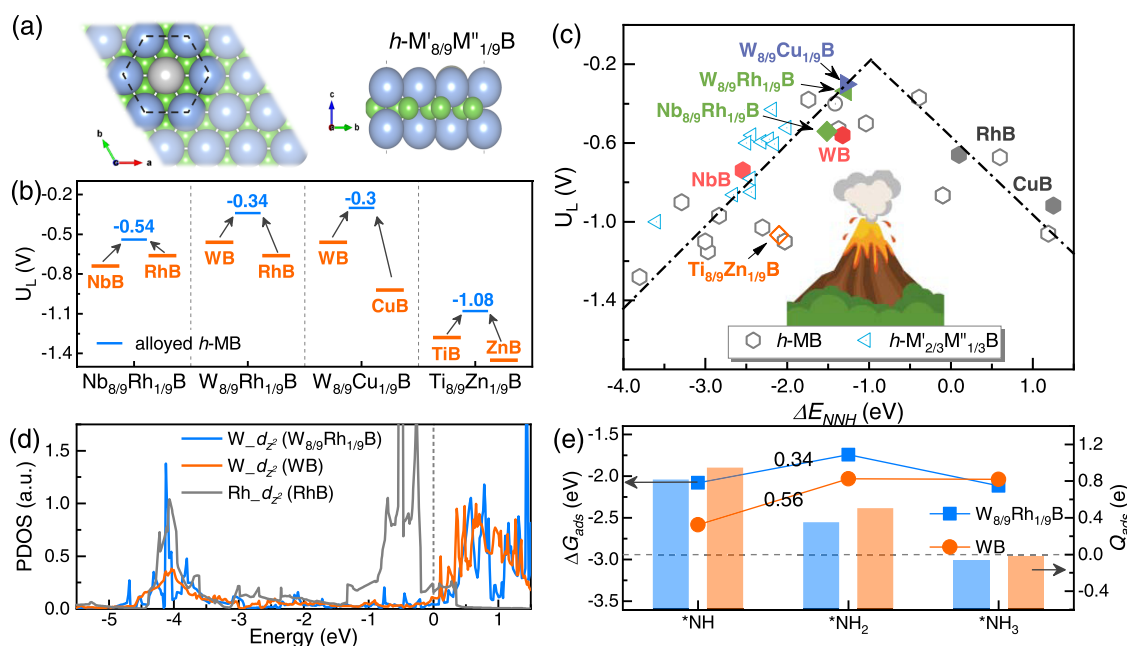 (a)
h-M'8/9M"1/9B
c
b
a
b
(b)
-0.2
-0.5
-0.8
-1.1
-1.4
UL (V)
-0.54
-0.34
-0.3
-1.08
NbB
RhB
WB
RhB
WB
CuB
TiB
ZnB
alloyed h-MB
Nb8/9Rh1/9B
W8/9Rh1/9B
W8/9Cu1/9B
Ti8/9Zn1/9B
(c)
-0.2
-0.6
-1.0
-1.4
UL (V)
W8/9Cu1/9B
W8/9Rh1/9B
Nb8/9Rh1/9B
WB
NbB
RhB
CuB
Ti8/9Zn1/9B
h-MB
h-M'2/3M"1/3B
-4.0
-3.0
-2.0
-1.0
0.0
1.0
ΔENNH (eV)
(d)
1.5
1.0
0.5
0.0
PDOS (a.u.)
W_dz² (W8/9Rh1/9B)
W_dz² (WB)
Rh_dz² (RhB)
-5
-4
-3
-2
-1
0
1
Energy (eV)
(e)
-1.5
-2.0
-2.5
-3.0
-3.5
ΔGads (eV)
0.34
0.56
W8/9Rh1/9B
WB
1.2
0.8
0.4
0.0
-0.4
Qads (e)
*NH
*NH2
*NH3